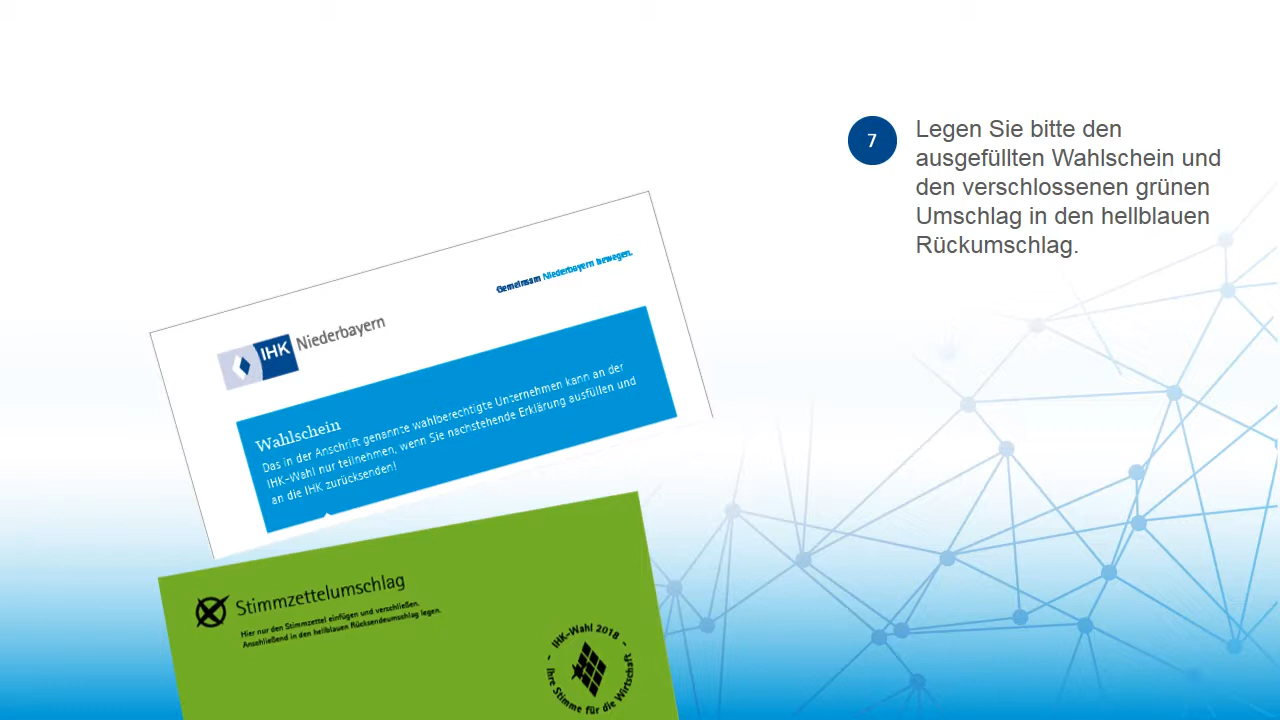 7
Legen Sie bitte den
ausgefüllten Wahlschein und
den verschlossenen grünen
Umschlag in den hellblauen
Rückumschlag.
Gemeinsam Niederbayern bewegen.
IHK Niederbayern
Wahlschein
Das in der Anschrift genannte wahlberechtigte Unternehmen kann an der
IHK-Wahl nur teilnehmen, wenn Sie nachstehende Erklärung ausfüllen und
an die IHK zurücksenden!
Stimmzettelumschlag
Hier nur den Stimmzettel einfügen und verschließen.
Anschließend in den hellblauen Rücksendeumschlag legen.
- IHK-Wahl 2018 -
Ihre Stimme für die Wirtschaft